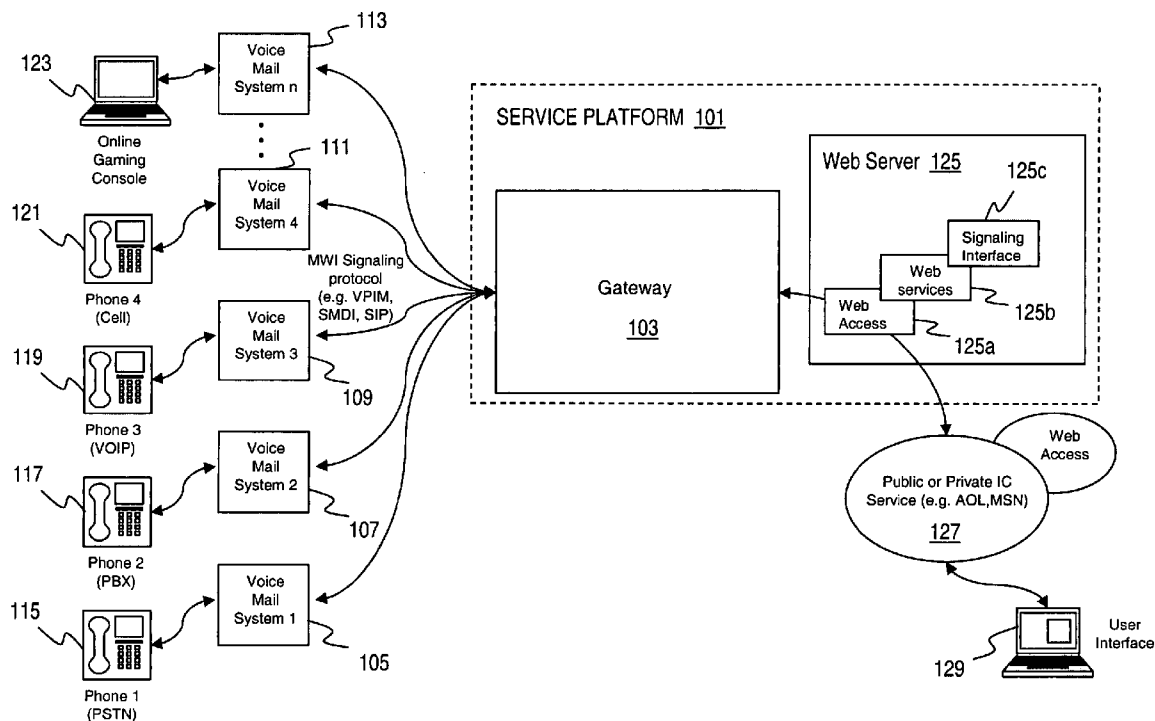 113
Voice
Mail
System n
123
Online
Gaming
Console
SERVICE PLATFORM 101
Web Server 125
125c
111
Voice
Mail
System 4
121
Phone 4
(Cell)
Signaling
Interface
Web
services
125b
Web
Access
125a
MWI Signaling
protocol
(e.g. VPIM,
SMDI, SIP)
Gateway
103
119
Voice
Mail
System 3
109
Phone 3
(VOIP)
117
Voice
Mail
System 2
107
Phone 2
(PBX)
Web
Access
Public or Private IC
Service (e.g. AOL,MSN)
127
115
Voice
Mail
System 1
105
Phone 1
(PSTN)
129
User
Interface